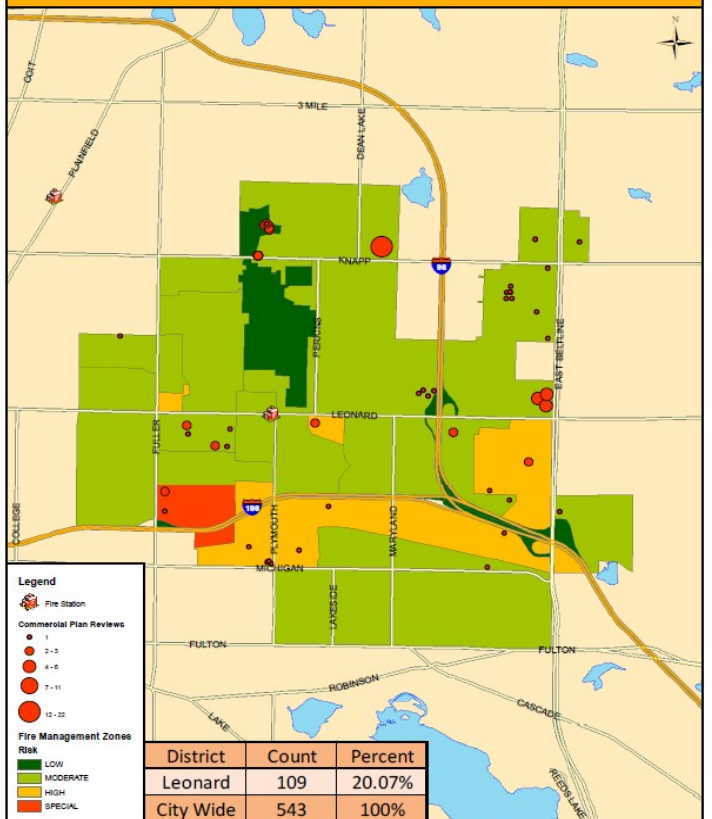 N
COIT
PLAINFIELD
3 MILE
DEAN LAKE
KNAPP
96
PERKINS
EAST BELTLINE
LEONARD
FULLER
COLLEGE
196
PLYMOUTH
MARYLAND
MICHIGAN
LAKESIDE
FULTON
FULTON
ROBINSON
CASCADE
LAKE
REEDS LAKE
Legend
Fire Station
Commercial Plan Reviews
1
2 - 3
4 - 6
7 - 11
12 - 22
Fire Management Zones
Risk
LOW
MODERATE
HIGH
SPECIAL
District Count Percent
Leonard 109 20.07%
City Wide 543 100%